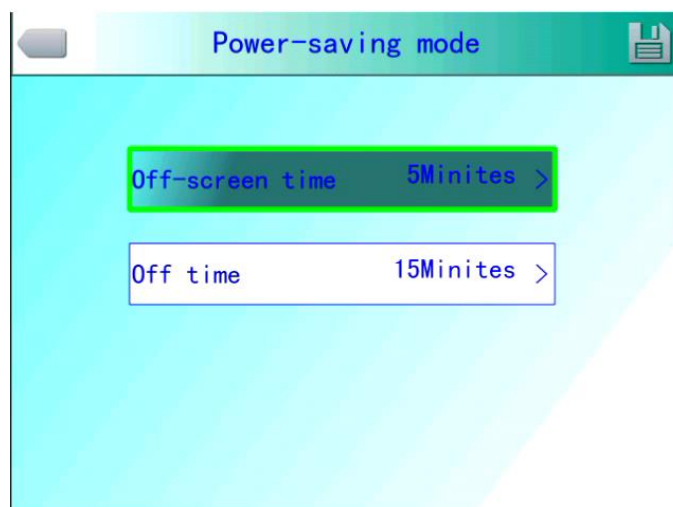 Power-saving mode
Off-screen time 5Minites >
Off time 15Minites >